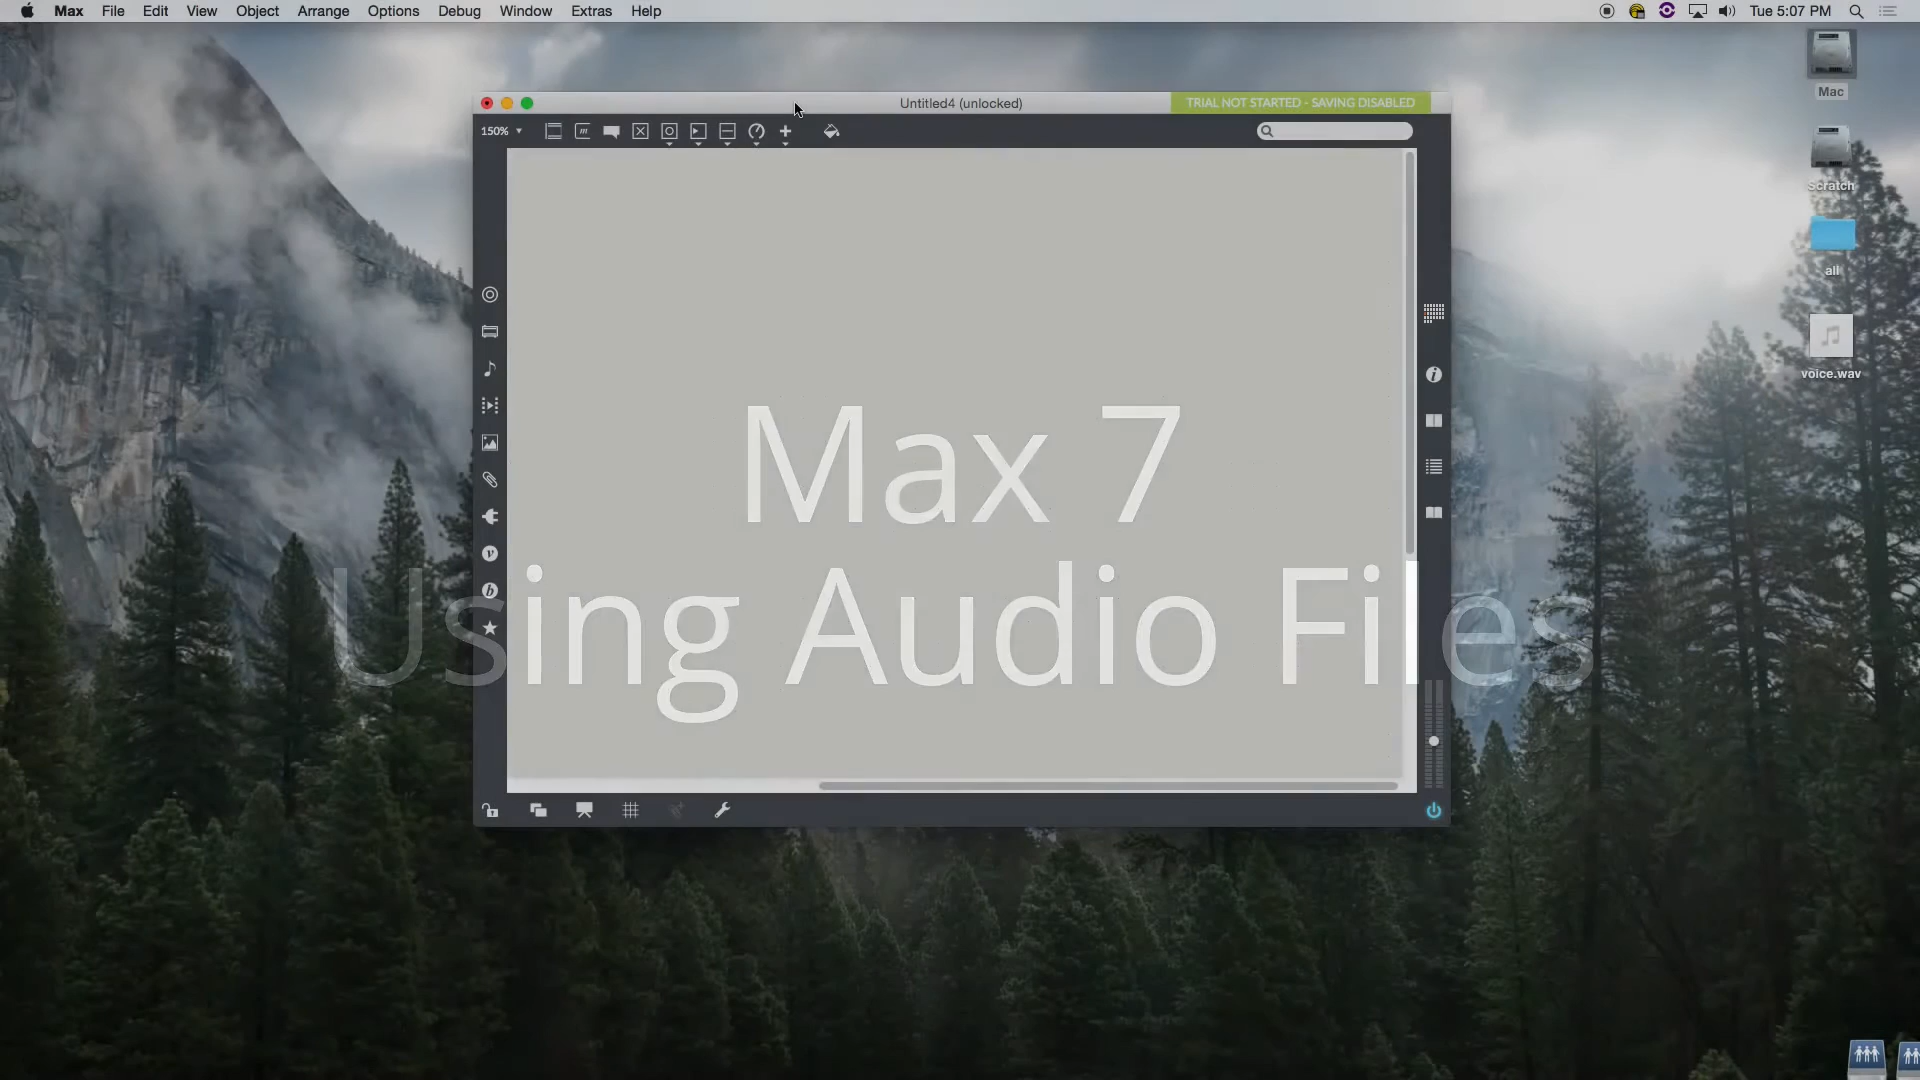 Max File Edit View Object Arrange Options Debug Window Extras Help
Tue 5:07 PM
Untitled4 (unlocked)
TRIAL NOT STARTED - SAVING DISABLED
150%
Mac
Scratch
all
voice.wav
Max 7
Using Audio Files